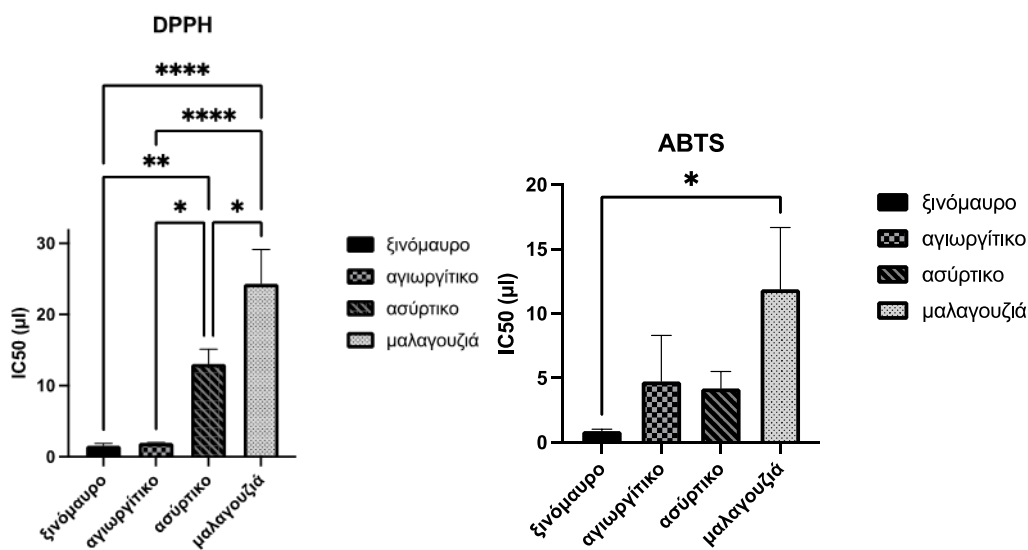 DPPH
****
****
**
*
*
IC50 (μl)
30
20
10
0
ξινόμαυρο
αγιωργίτικο
ασύρτικο
μαλαγουζιά
ξινόμαυρο
αγιωργίτικο
ασύρτικο
μαλαγουζιά
ABTS
*
IC50 (μl)
20
15
10
5
0
ξινόμαυρο
αγιωργίτικο
ασύρτικο
μαλαγουζιά
ξινόμαυρο
αγιωργίτικο
ασύρτικο
μαλαγουζιά